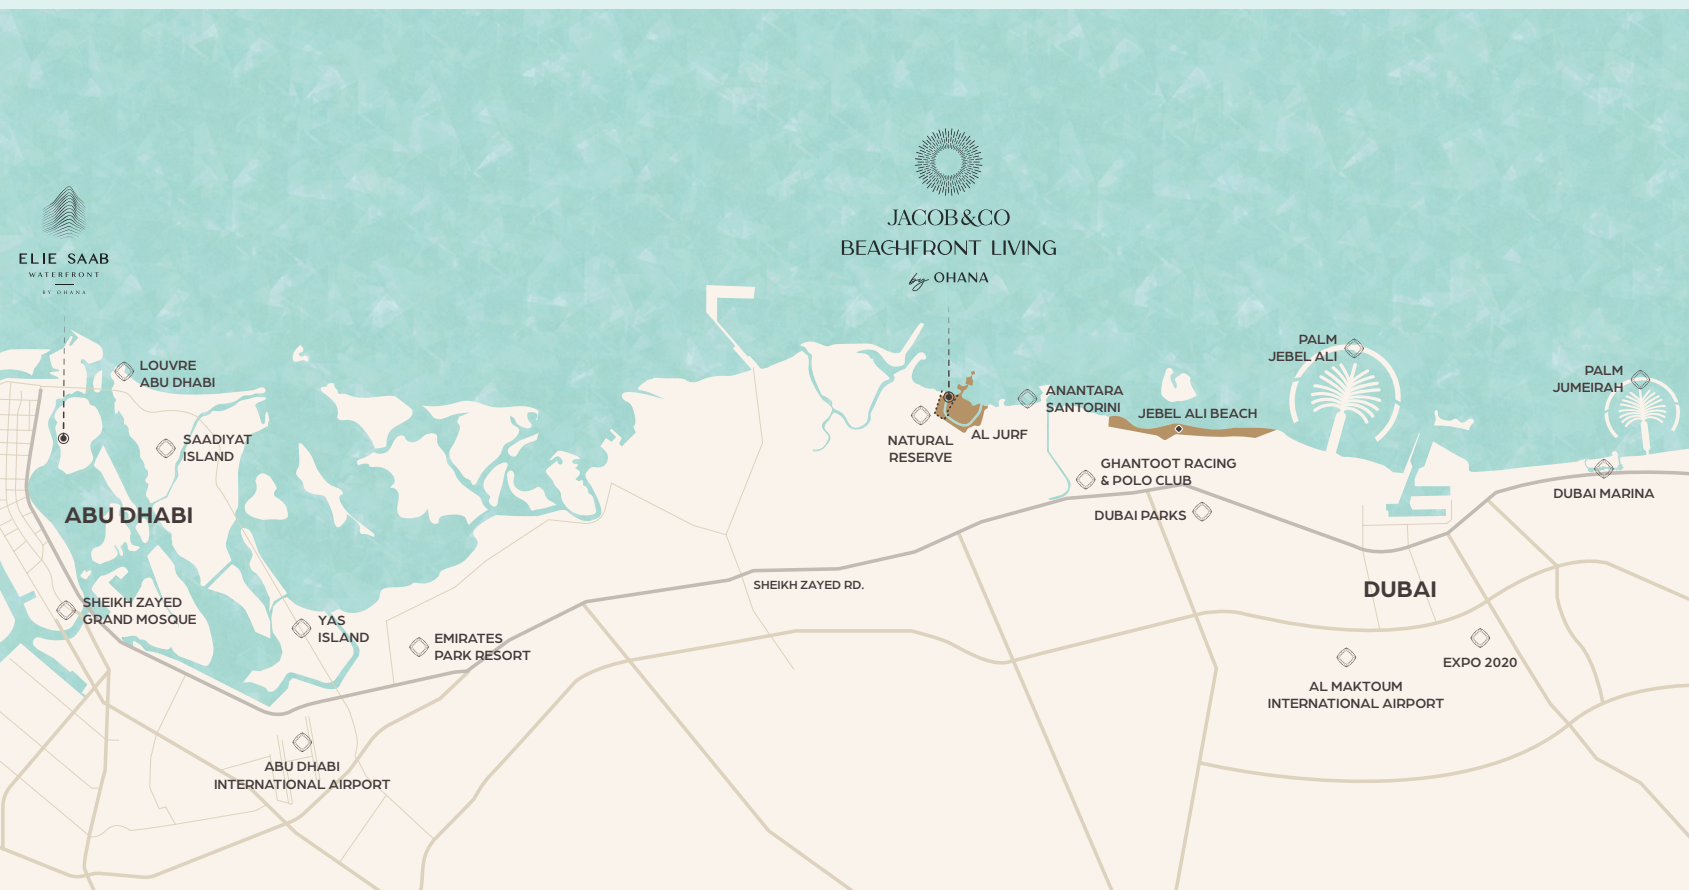 JACOB&CO
BEACHFRONT LIVING
by OHANA
ELIE SAAB
WATERFRONT
BY OHANA
LOUVRE
ABU DHABI
SAADIYAT
ISLAND
ABU DHABI
SHEIKH ZAYED
GRAND MOSQUE
YAS
ISLAND
EMIRATES
PARK RESORT
ABU DHABI
INTERNATIONAL AIRPORT
SHEIKH ZAYED RD.
NATURAL
RESERVE
AL JURF
ANANTARA
SANTORINI
JEBEL ALI BEACH
GHANTOOT RACING
& POLO CLUB
DUBAI PARKS
PALM
JEBEL ALI
PALM
JUMEIRAH
DUBAI MARINA
DUBAI
EXPO 2020
AL MAKTOUM
INTERNATIONAL AIRPORT